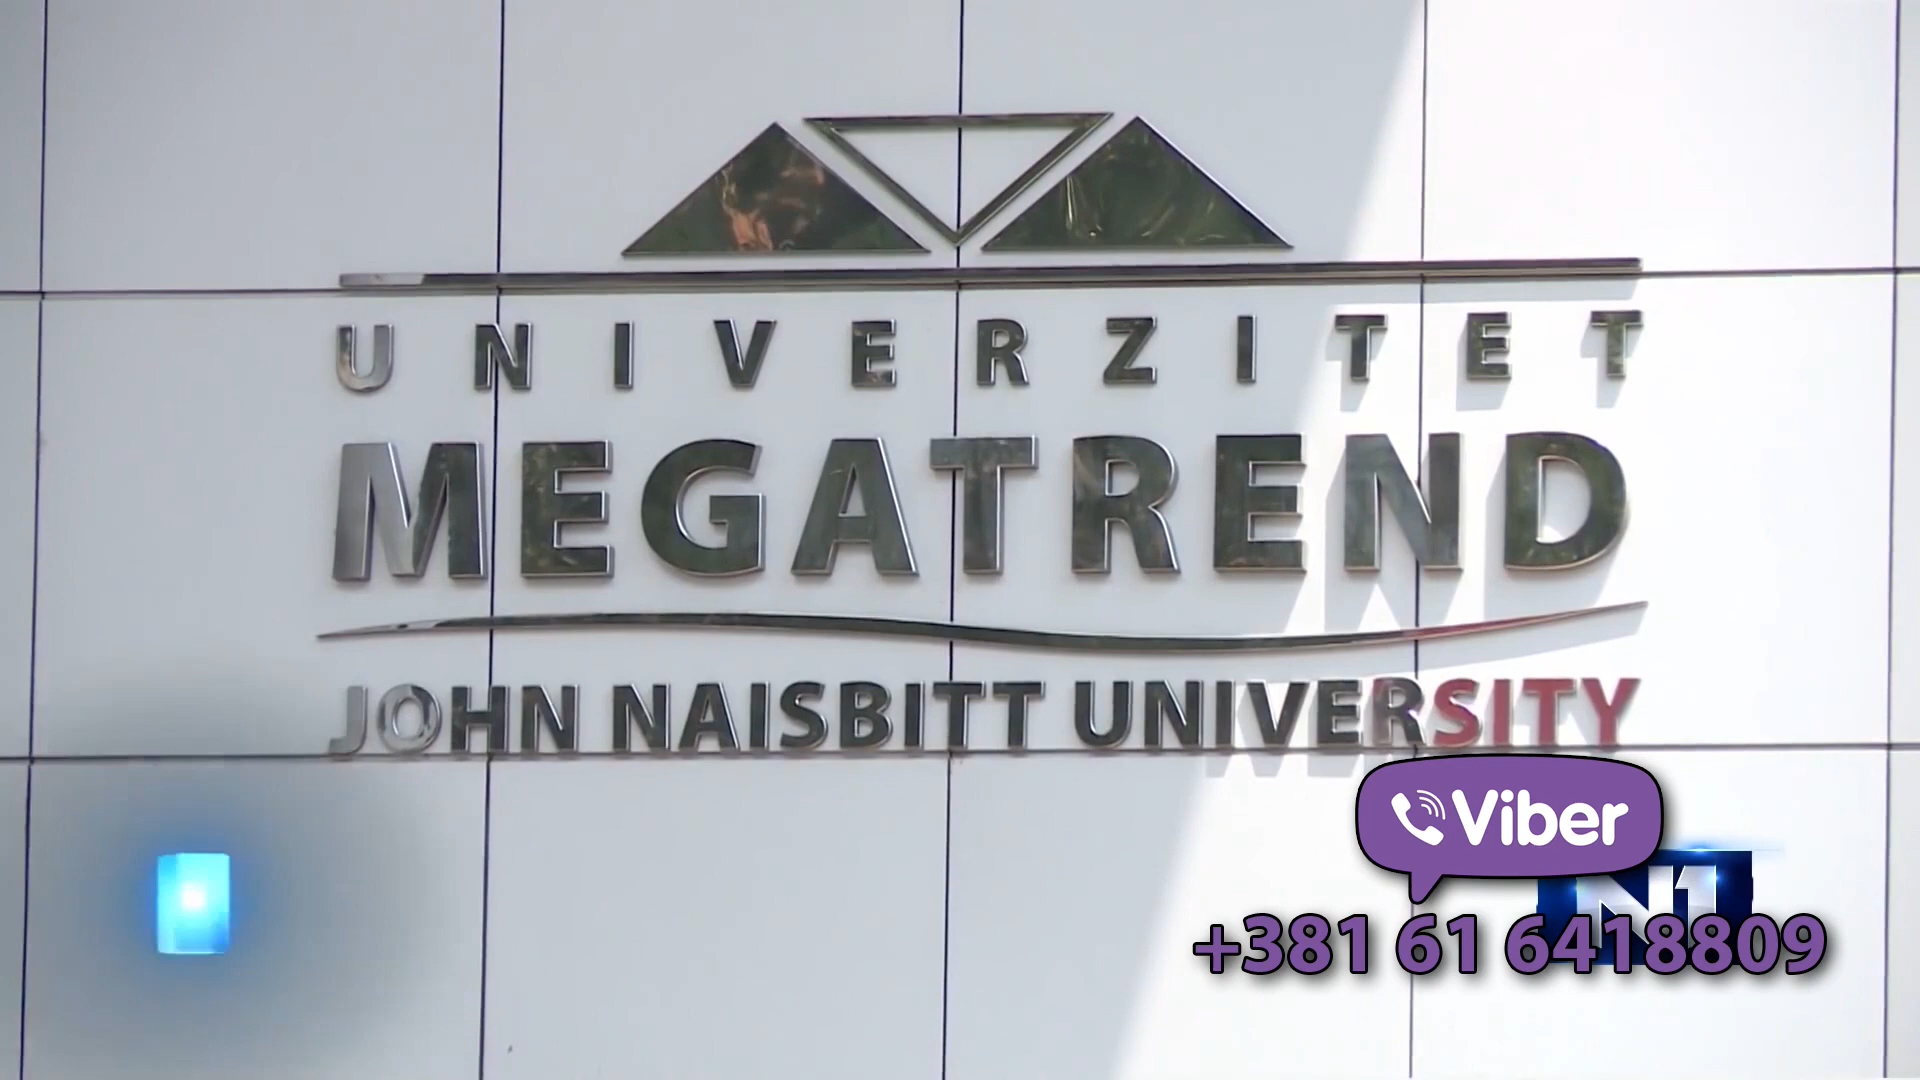 UNIVERZITET
MEGATREND
JOHN NAISBITT UNIVERSITY
Viber
N1
+381 61 6418809